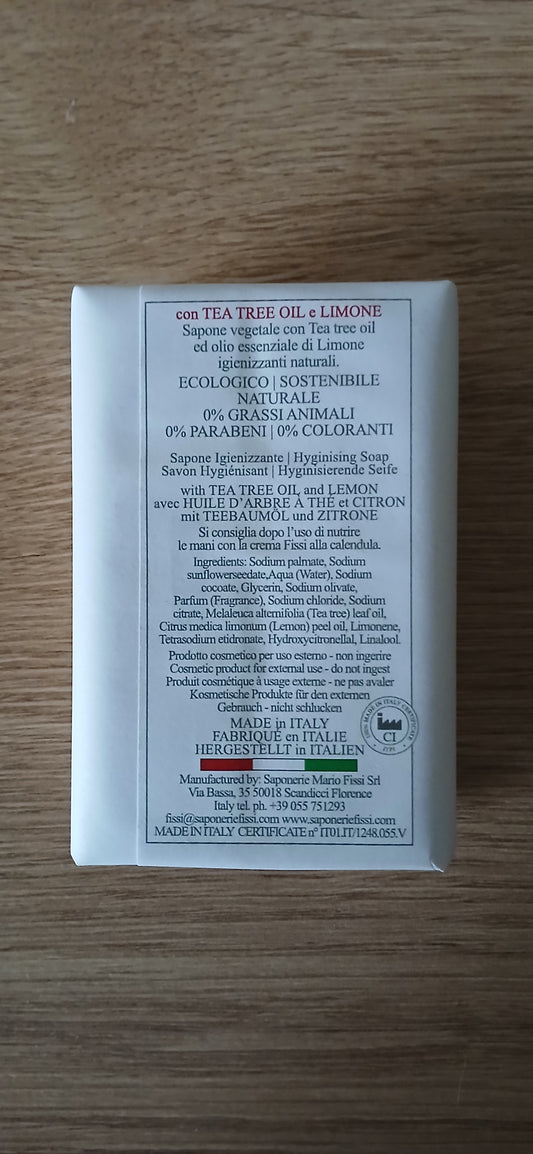 con TEA TREE OIL e LIMONE
Sapone vegetale con Tea tree oil
ed olio essenziale di Limone
igienizzanti naturali.
ECOLOGICO | SOSTENIBILE
NATURALE
0% GRASSI ANIMALI
0% PARABENI | 0% COLORANTI
Sapone Igienizzante | Hyginising Soap
Savon Hygiénisant | Hyginisierende Seife
with TEA TREE OIL and LEMON
avec HUILE D'ARBRE À THÉ et CITRON
mit TEEBAUMÖL und ZITRONE
Si consiglia dopo l'uso di nutrire
le mani con la crema Fissi alla calendula.
Ingredients: Sodium palmate, Sodium
sunflowerseedate,Aqua (Water), Sodium
cocoate, Glycerin, Sodium olivate,
Parfum (Fragrance), Sodium chloride, Sodium
citrate, Melaleuca alternifolia (Tea tree) leaf oil,
Citrus medica limonum (Lemon) peel oil, Limonene,
Tetrasodium etidronate, Hydroxycitronellal, Linalool.
Prodotto cosmetico per uso esterno - non ingerire
Cosmetic product for external use - do not ingest
Produit cosmétique à usage externe - ne pas avaler
Kosmetische Produkte für den externen
Gebrauch - nicht schlucken
100% MADE IN ITALY CERTIFICATE
CI
MADE in ITALY
FABRIQUÉ en ITALIE
HERGESTELLT in ITALIEN
Manufactured by: Saponerie Mario Fissi Srl
Via Bassa, 35 50018 Scandicci Florence
Italy tel. ph. +39 055 751293
fissi@saponeriefissi.com www.saponeriefissi.com
MADE IN ITALY CERTIFICATE n° IT01.IT/1248.055.V